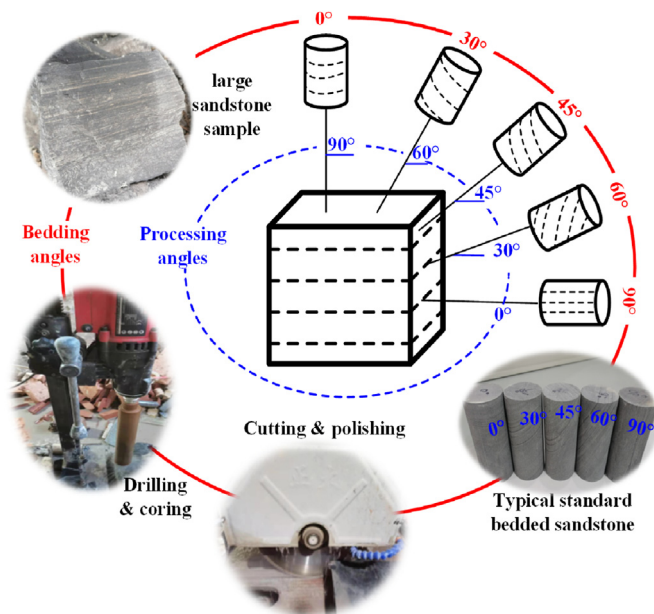 0°
30°
45°
60°
90°
large
sandstone
sample
90°
60°
45°
30°
0°
Bedding
angles
Processing
angles
Cutting & polishing
Drilling
& coring
0°
30°
45°
60°
90°
Typical standard
bedded sandstone